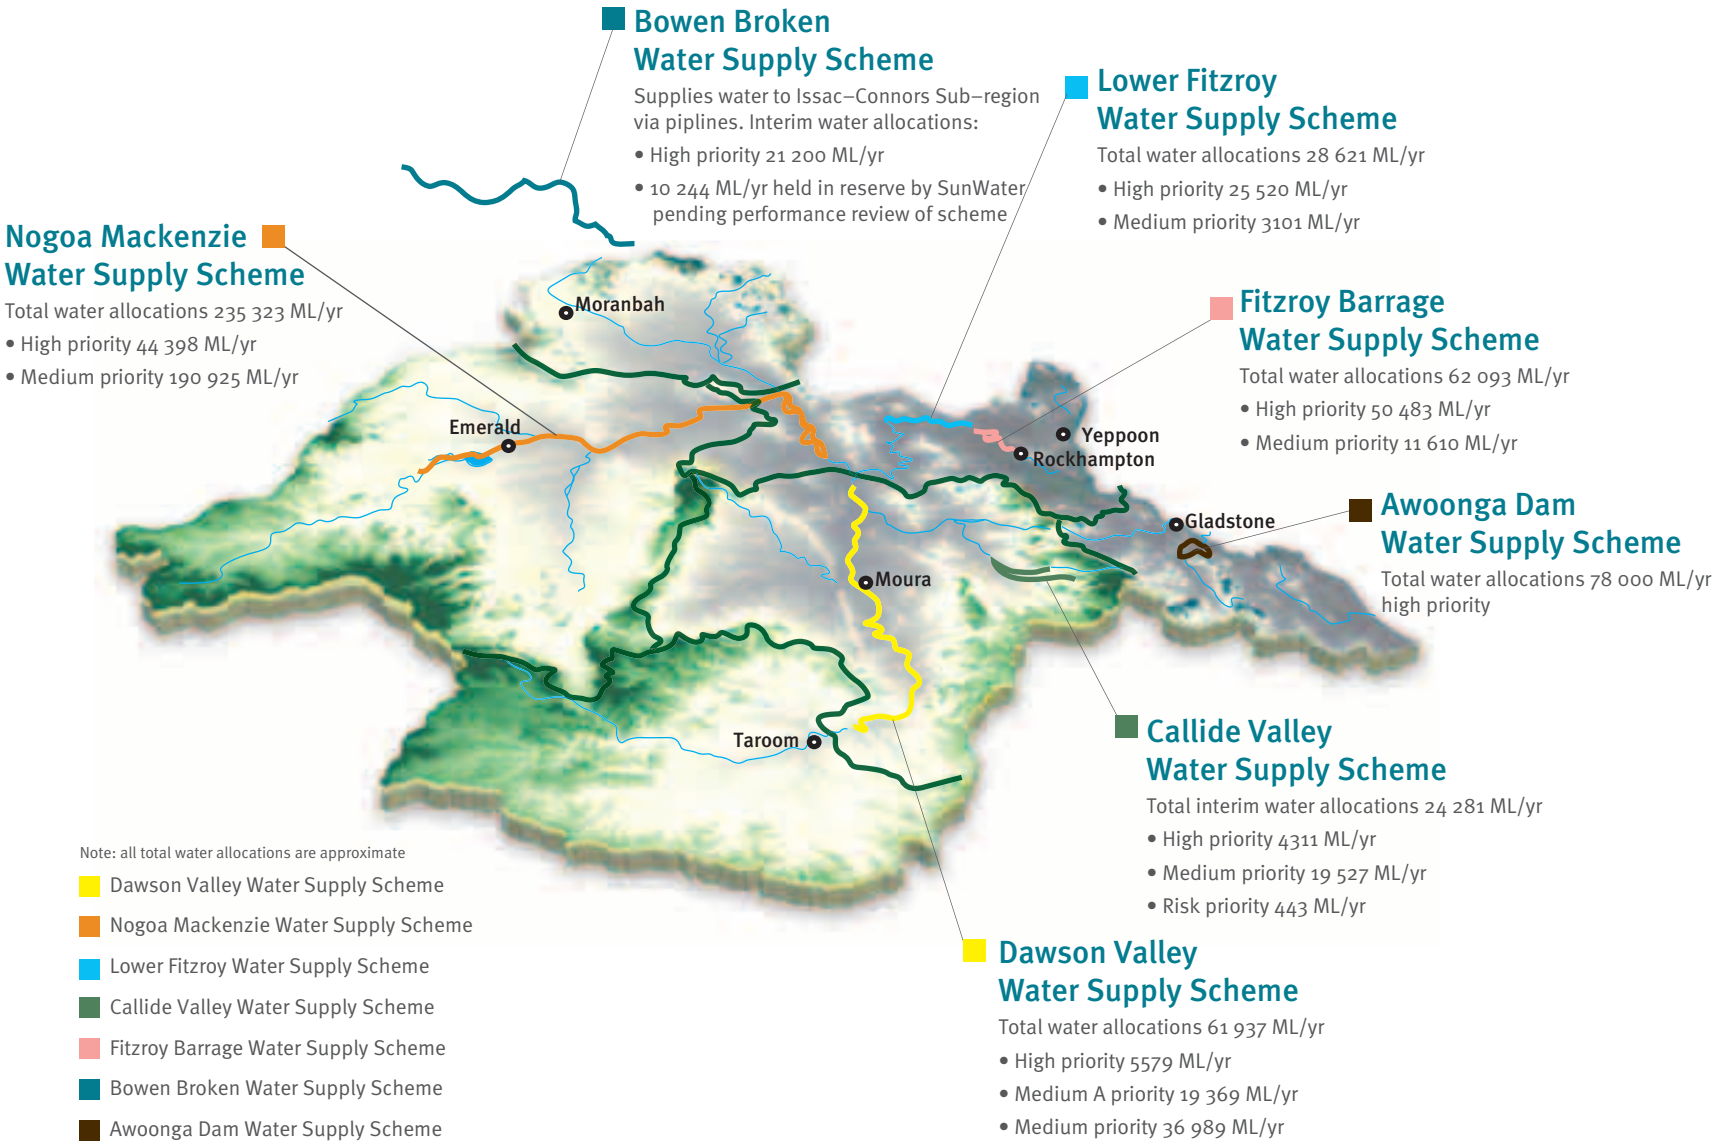 Bowen Broken
Water Supply Scheme
Supplies water to Issac–Connors Sub–region
via piplines. Interim water allocations:
• High priority 21 200 ML/yr
• 10 244 ML/yr held in reserve by SunWater
pending performance review of scheme
Lower Fitzroy
Water Supply Scheme
Total water allocations 28 621 ML/yr
• High priority 25 520 ML/yr
• Medium priority 3101 ML/yr
Nogoa Mackenzie
Water Supply Scheme
Total water allocations 235 323 ML/yr
• High priority 44 398 ML/yr
• Medium priority 190 925 ML/yr
Fitzroy Barrage
Water Supply Scheme
Total water allocations 62 093 ML/yr
• High priority 50 483 ML/yr
• Medium priority 11 610 ML/yr
Moranbah
Emerald
Yeppoon
Rockhampton
Gladstone
Moura
Taroom
Awoonga Dam
Water Supply Scheme
Total water allocations 78 000 ML/yr
high priority
Callide Valley
Water Supply Scheme
Total interim water allocations 24 281 ML/yr
• High priority 4311 ML/yr
• Medium priority 19 527 ML/yr
• Risk priority 443 ML/yr
Dawson Valley
Water Supply Scheme
Total water allocations 61 937 ML/yr
• High priority 5579 ML/yr
• Medium A priority 19 369 ML/yr
• Medium priority 36 989 ML/yr
Note: all total water allocations are approximate
Dawson Valley Water Supply Scheme
Nogoa Mackenzie Water Supply Scheme
Lower Fitzroy Water Supply Scheme
Callide Valley Water Supply Scheme
Fitzroy Barrage Water Supply Scheme
Bowen Broken Water Supply Scheme
Awoonga Dam Water Supply Scheme